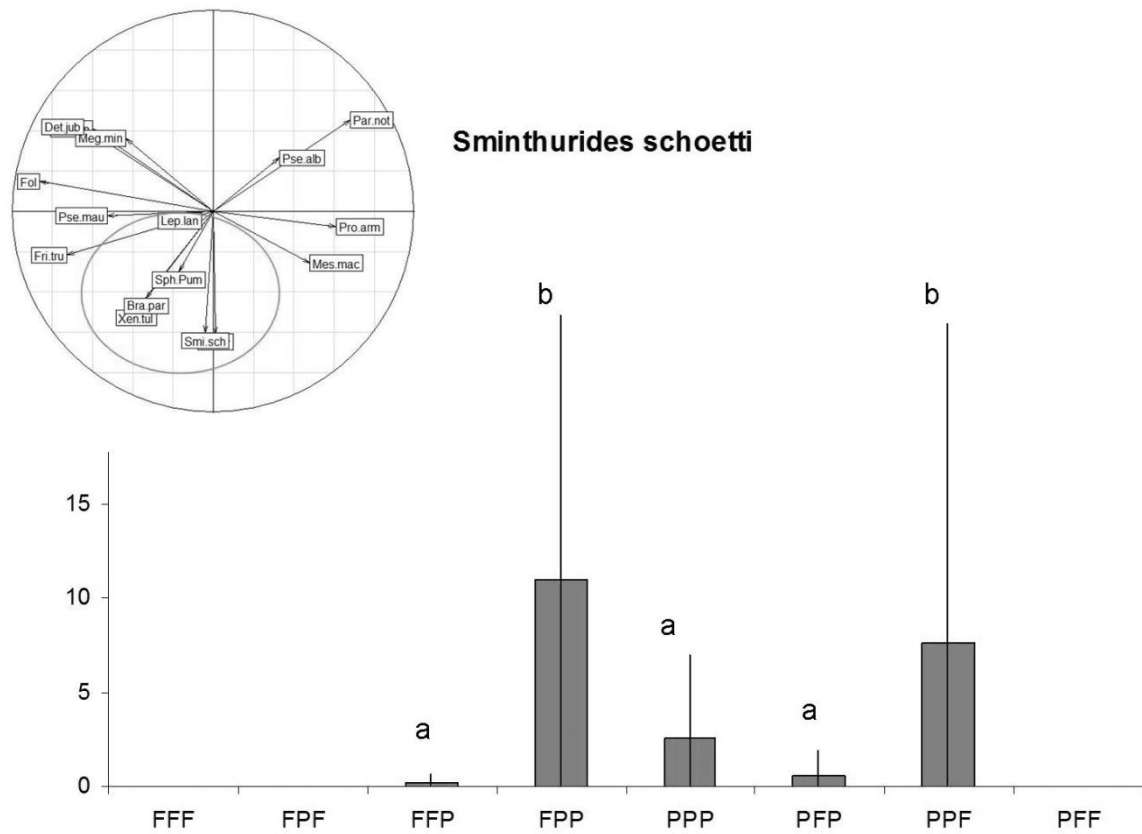 Sminthurides schoetti
Det.jub
Meg.min
Par.not
Pse.alb
Fol
Pse.mau
Lep.lan
Pro.arm
Fri.tru
Mes.mac
Sph.Pum
Bra.par
Xen.tul
Smi.sch
b b
15
10
a
5
a a
0
FFF FPF FFP FPP PPP PFP PPF PFF